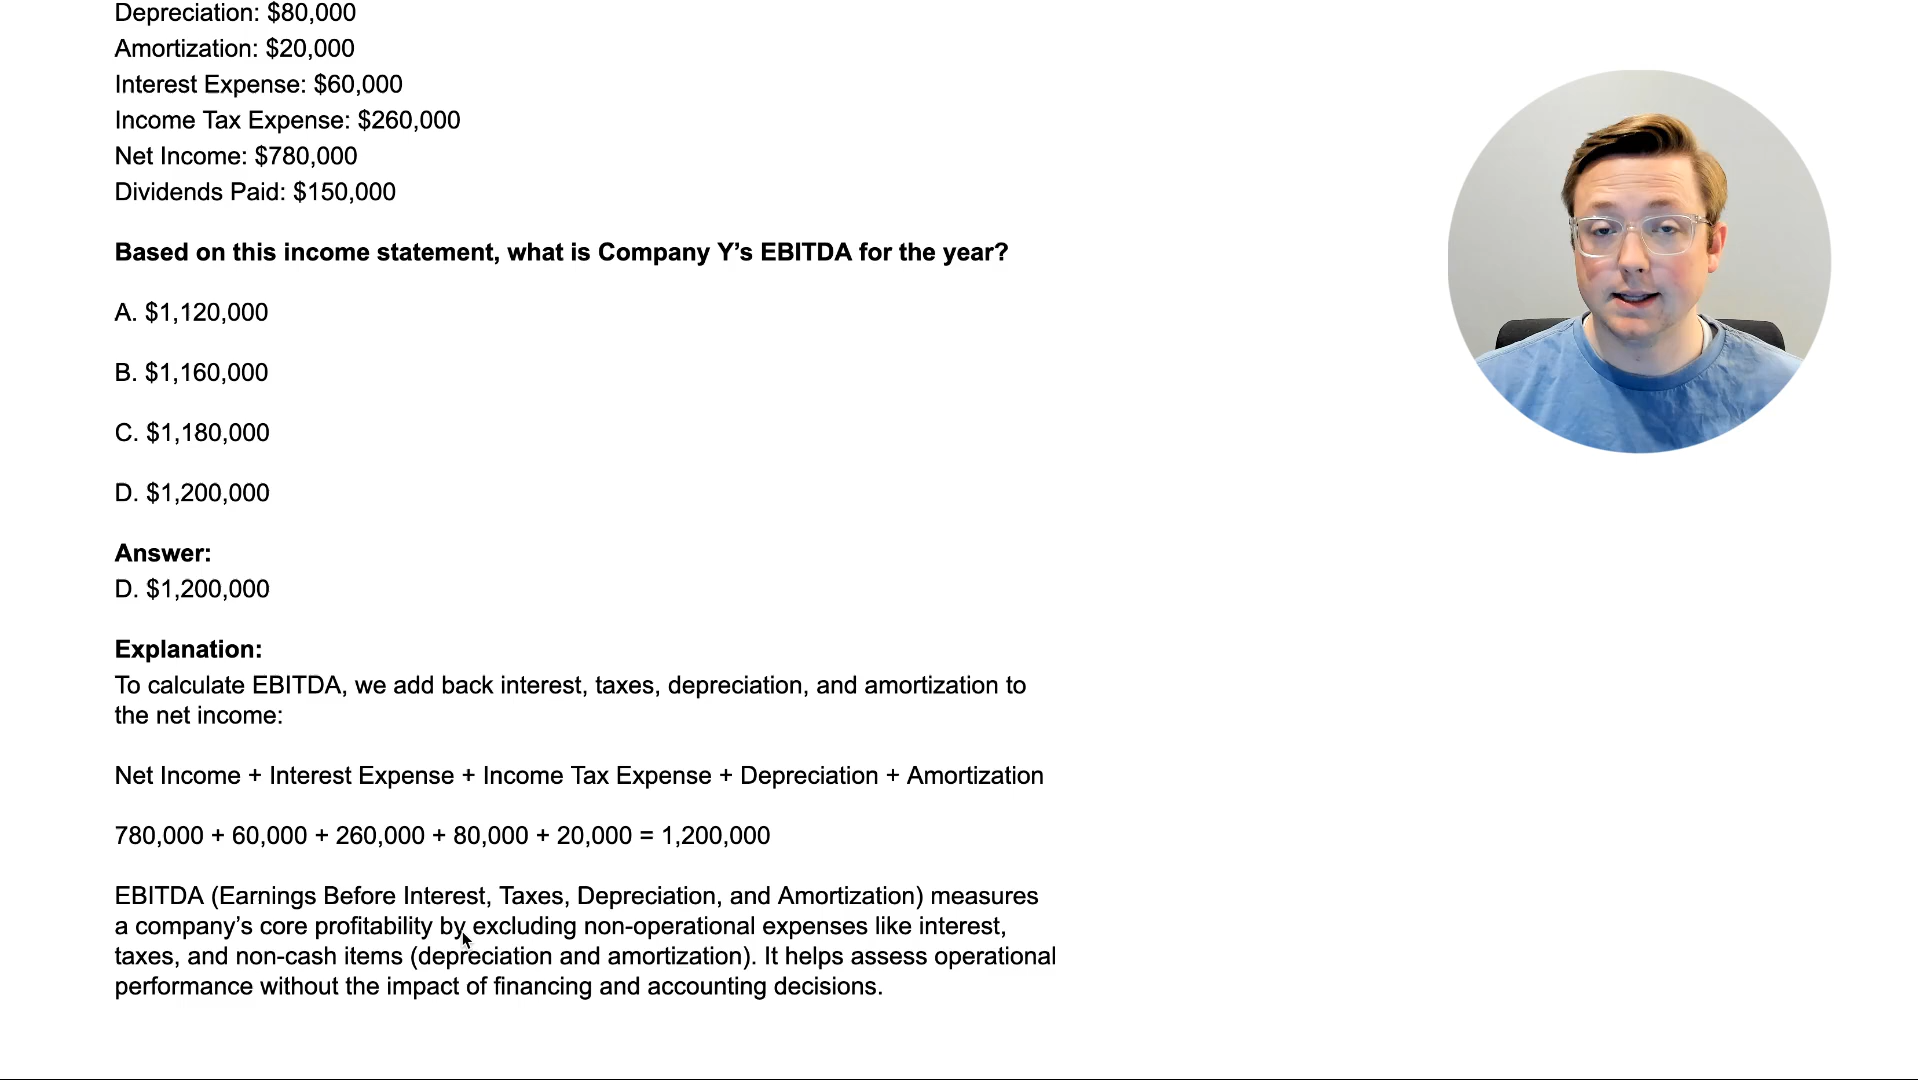 Depreciation: $80,000
Amortization: $20,000
Interest Expense: $60,000
Income Tax Expense: $260,000
Net Income: $780,000
Dividends Paid: $150,000
Based on this income statement, what is Company Y’s EBITDA for the year?
A. $1,120,000
B. $1,160,000
C. $1,180,000
D. $1,200,000
Answer:
D. $1,200,000
Explanation:
To calculate EBITDA, we add back interest, taxes, depreciation, and amortization to
the net income:
Net Income + Interest Expense + Income Tax Expense + Depreciation + Amortization
780,000 + 60,000 + 260,000 + 80,000 + 20,000 = 1,200,000
EBITDA (Earnings Before Interest, Taxes, Depreciation, and Amortization) measures
a company’s core profitability by excluding non-operational expenses like interest,
taxes, and non-cash items (depreciation and amortization). It helps assess operational
performance without the impact of financing and accounting decisions.